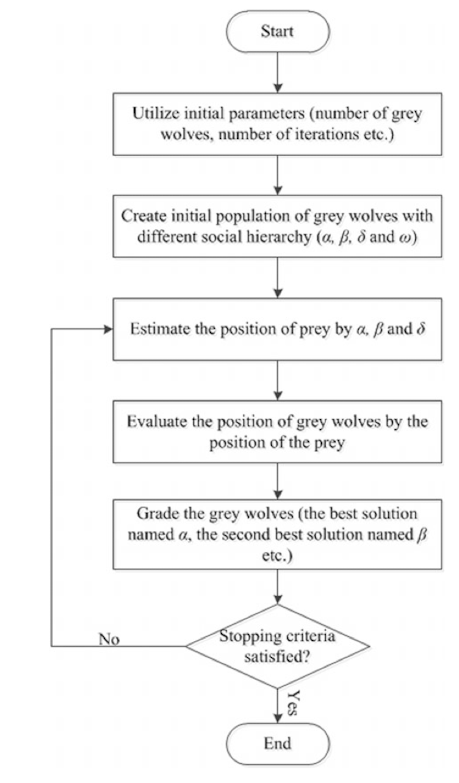 Start
Utilize initial parameters (number of grey
wolves, number of iterations etc.)
Create initial population of grey wolves with
different social hierarchy (α, β, δ and ω)
Estimate the position of prey by α, β and δ
Evaluate the position of grey wolves by the
position of the prey
Grade the grey wolves (the best solution
named α, the second best solution named β
etc.)
Stopping criteria
satisfied?
No
Yes
End